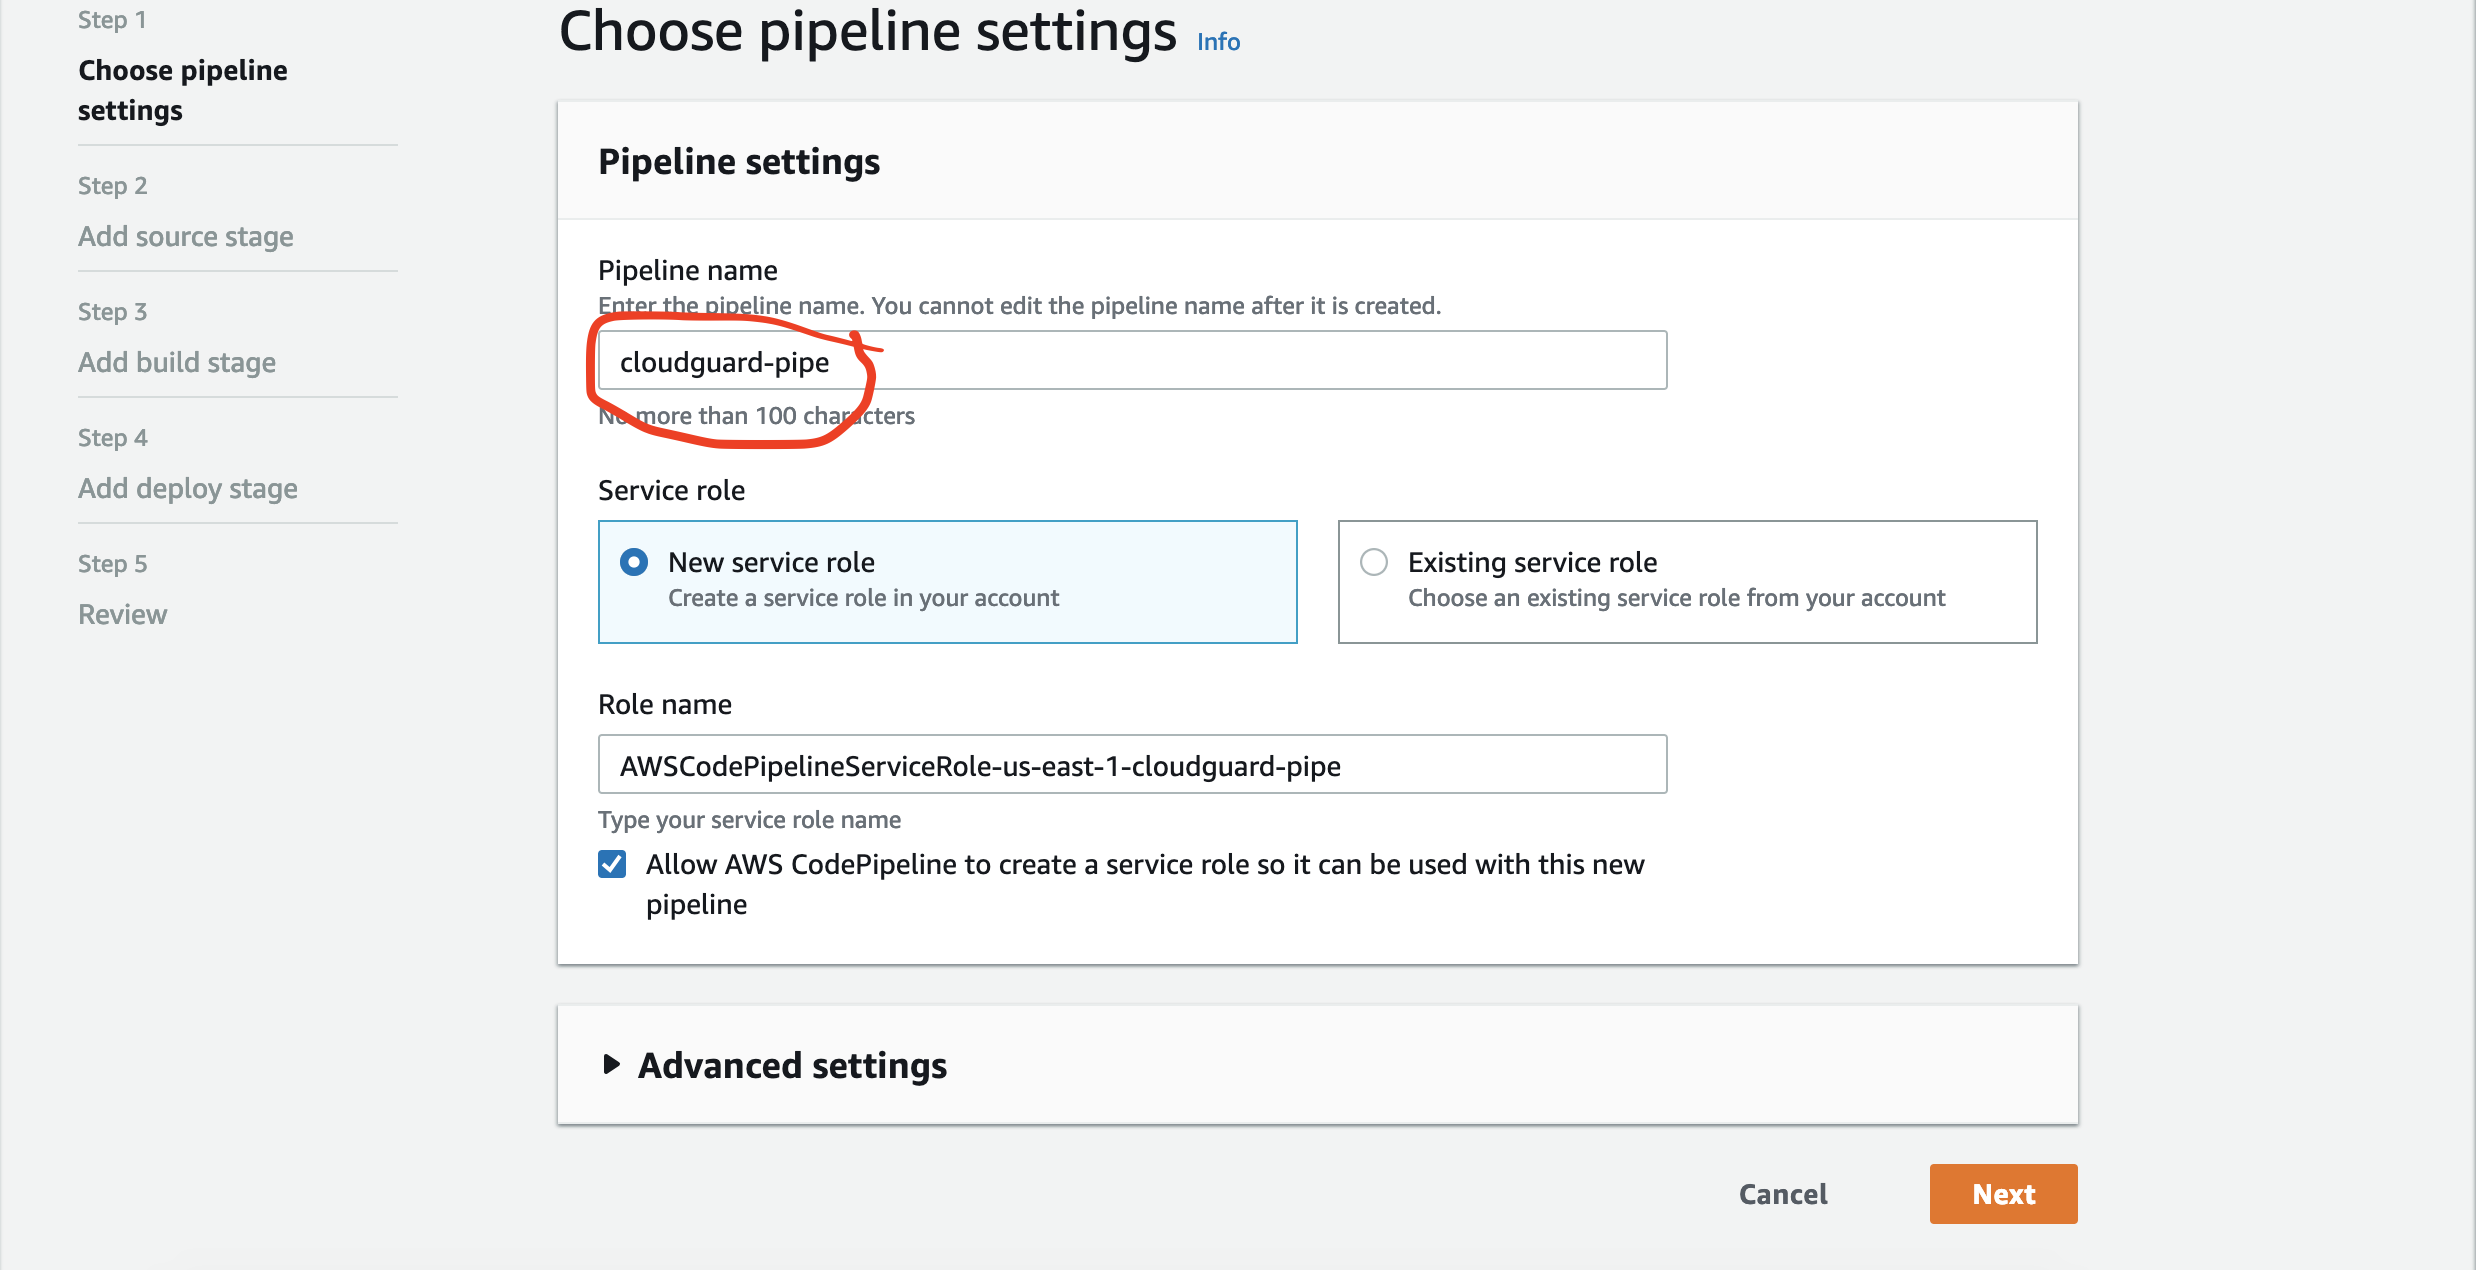 Step 1
Choose pipeline
settings
Step 2
Add source stage
Step 3
Add build stage
Step 4
Add deploy stage
Step 5
Review
Choose pipeline settings Info
Pipeline settings
Pipeline name
Enter the pipeline name. You cannot edit the pipeline name after it is created.
cloudguard-pipe
No more than 100 characters
Service role
New service role
Create a service role in your account
Existing service role
Choose an existing service role from your account
Role name
AWSCodePipelineServiceRole-us-east-1-cloudguard-pipe
Type your service role name
Allow AWS CodePipeline to create a service role so it can be used with this new
pipeline
Advanced settings
Cancel
Next